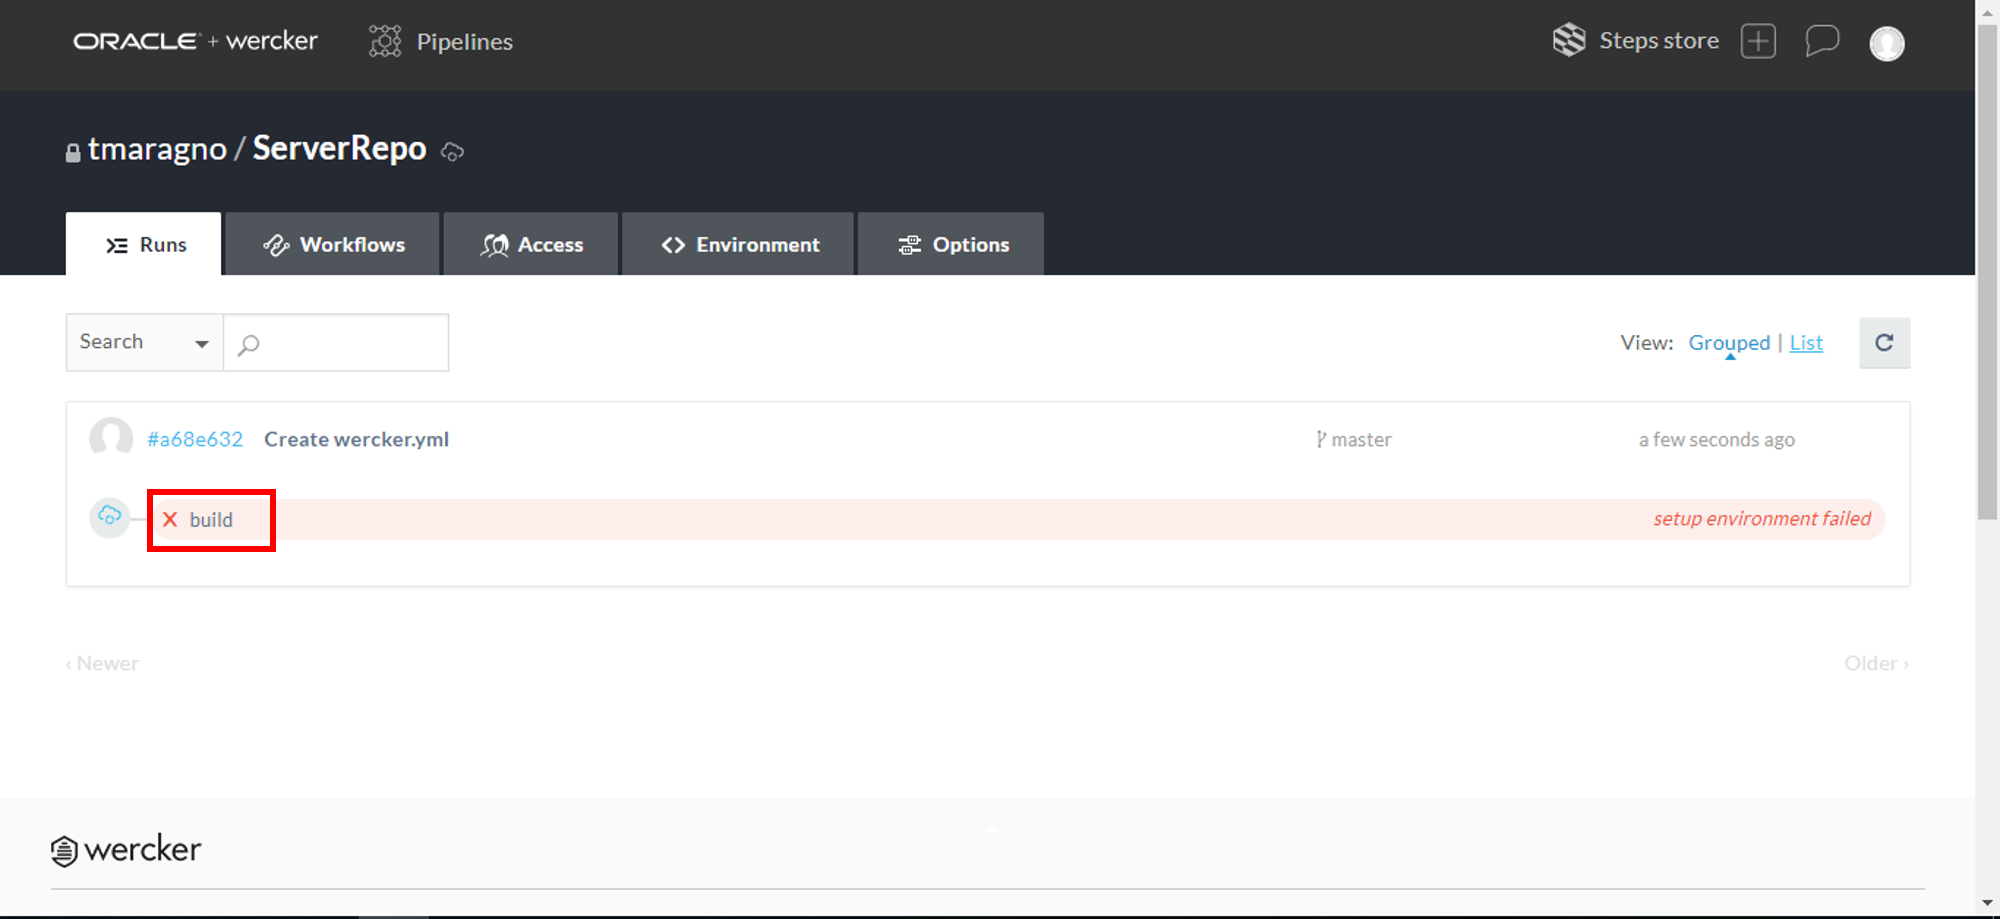 ORACLE + wercker Pipelines Steps store
tmaragno / ServerRepo
Runs Workflows Access Environment Options
Search View: Grouped | List
#a68e632 Create wercker.yml master a few seconds ago
X build setup environment failed
‹ Newer Older ›
wercker